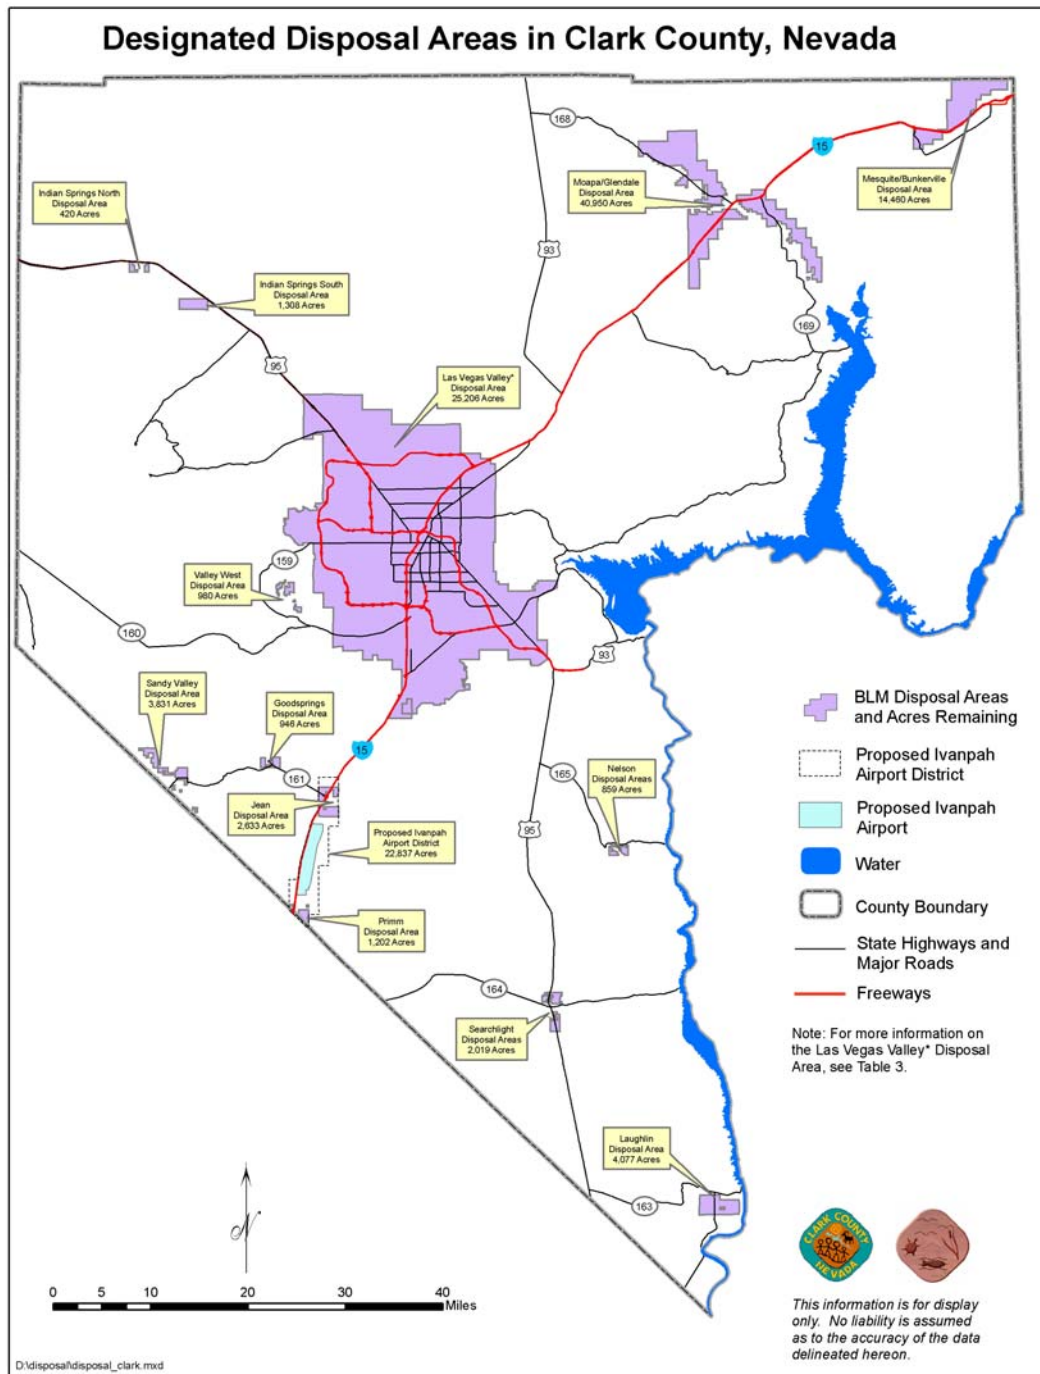 Designated Disposal Areas in Clark County, Nevada
168
15
Mesquite/Bunkerville
Disposal Area
14,460 Acres
Moapa/Glendale
Disposal Area
40,950 Acres
Indian Springs North
Disposal Area
420 Acres
93
Indian Springs South
Disposal Area
1,308 Acres
169
95
Las Vegas Valley*
Disposal Area
25,206 Acres
159
Valley West
Disposal Area
980 Acres
160
93
Sandy Valley
Disposal Area
3,831 Acres
Goodsprings
Disposal Area
946 Acres
15
161
Jean
Disposal Area
2,633 Acres
165
Nelson
Disposal Areas
859 Acres
95
Proposed Ivanpah
Airport District
22,837 Acres
Primm
Disposal Area
1,202 Acres
164
Searchlight
Disposal Areas
2,019 Acres
Laughlin
Disposal Area
4,077 Acres
163
BLM Disposal Areas
and Acres Remaining
Proposed Ivanpah
Airport District
Proposed Ivanpah
Airport
Water
County Boundary
State Highways and
Major Roads
Freeways
Note: For more information on
the Las Vegas Valley* Disposal
Area, see Table 3.
N
0 5 10 20 30 40
Miles
CLARK COUNTY
NEVADA
This information is for display
only. No liability is assumed
as to the accuracy of the data
delineated hereon.
D:\disposal\disposal_clark.mxd